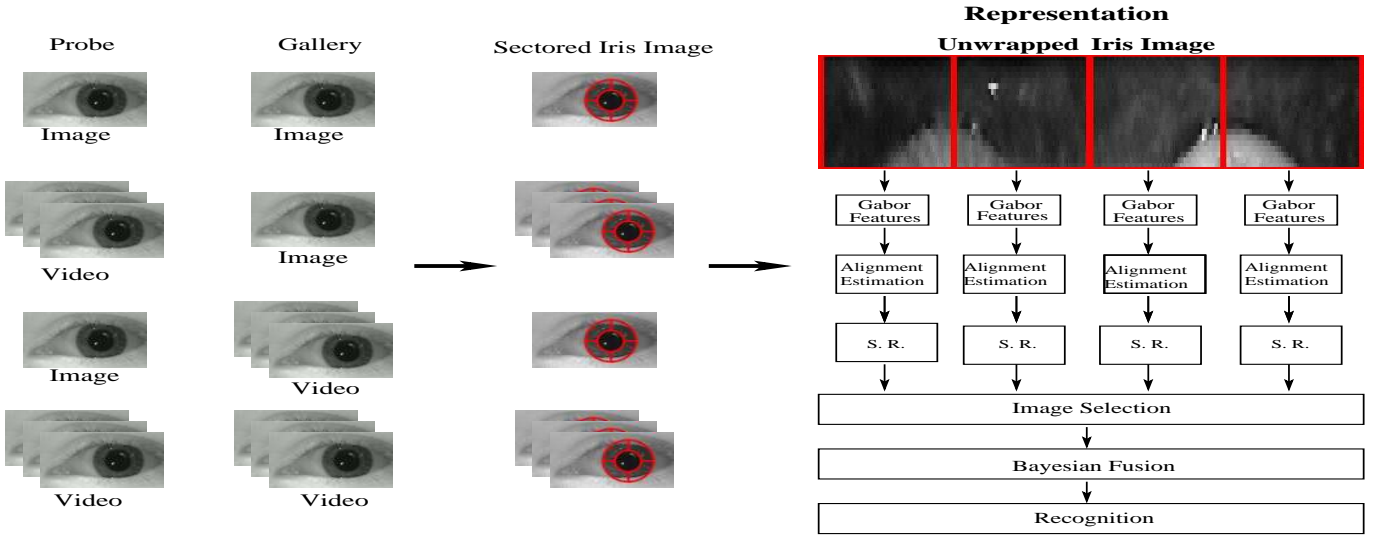 Representation
Probe
Gallery
Sectored Iris Image
Unwrapped Iris Image
Image
Image
Video
Image
Image
Video
Video
Video
Gabor
Features
Gabor
Features
Gabor
Features
Gabor
Features
Alignment
Estimation
Alignment
Estimation
Alignment
Estimation
Alignment
Estimation
S. R.
S. R.
S. R.
S. R.
Image Selection
Bayesian Fusion
Recognition